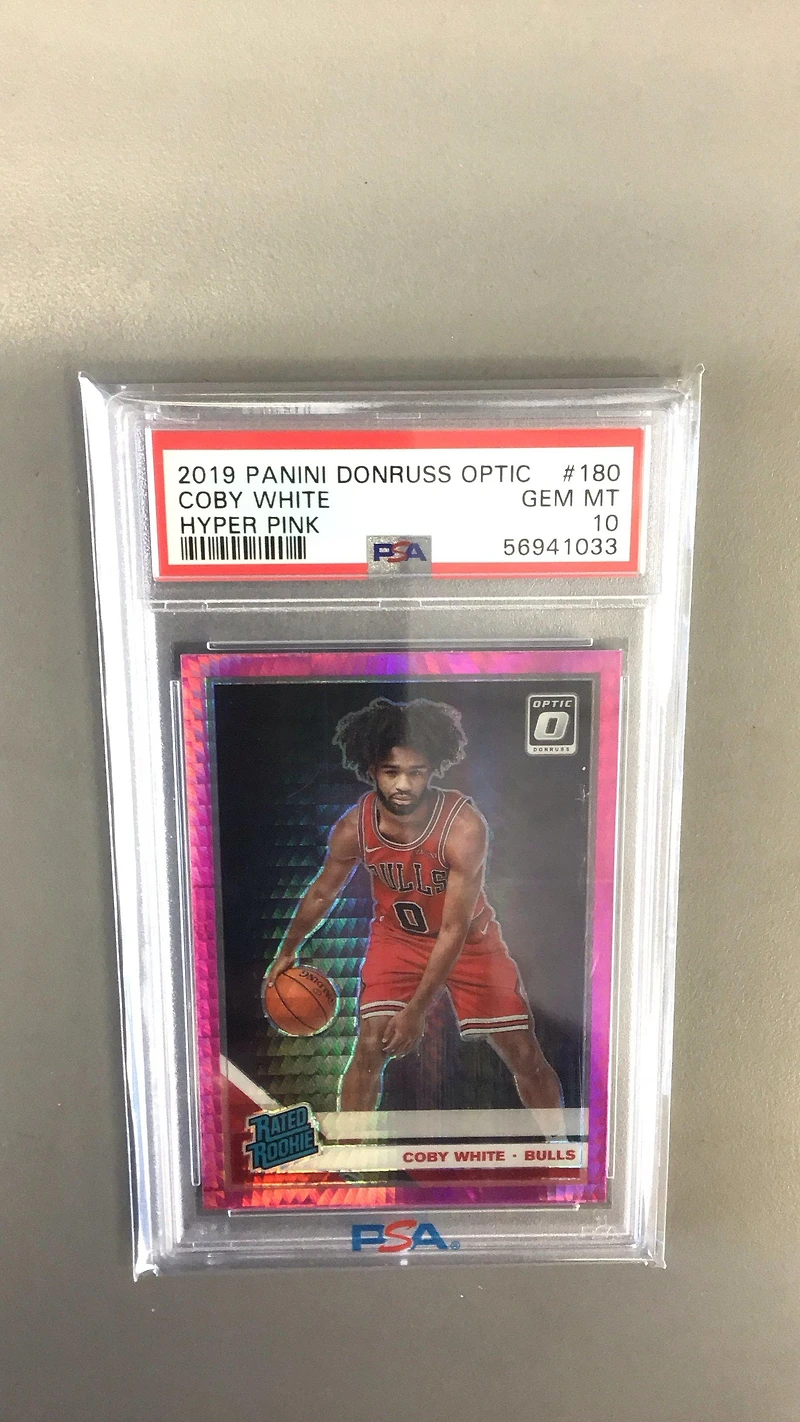 2019 PANINI DONRUSS OPTIC #180
COBY WHITE GEM MT
HYPER PINK 10
PSA 56941033
OPTIC
DONRUSS
BULLS
0
SPALDING
RATED
ROOKIE
COBY WHITE · BULLS
PSA®